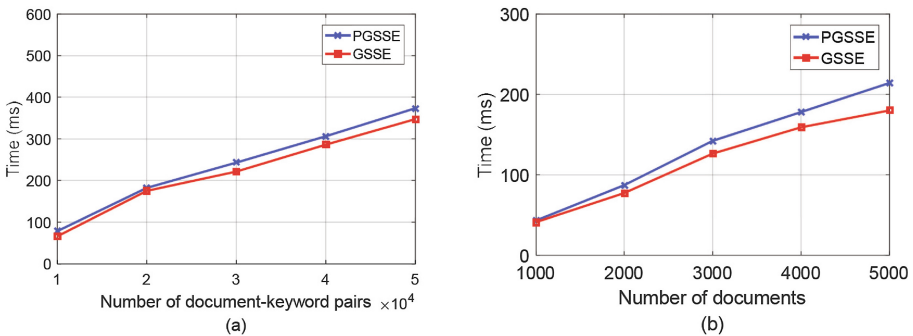 600
500
400
300
200
100
0
Time (ms)
PGSSE
GSSE
1 2 3 4 5
Number of document-keyword pairs ×10^4
(a)
300
200
100
0
Time (ms)
PGSSE
GSSE
1000 2000 3000 4000 5000
Number of documents
(b)